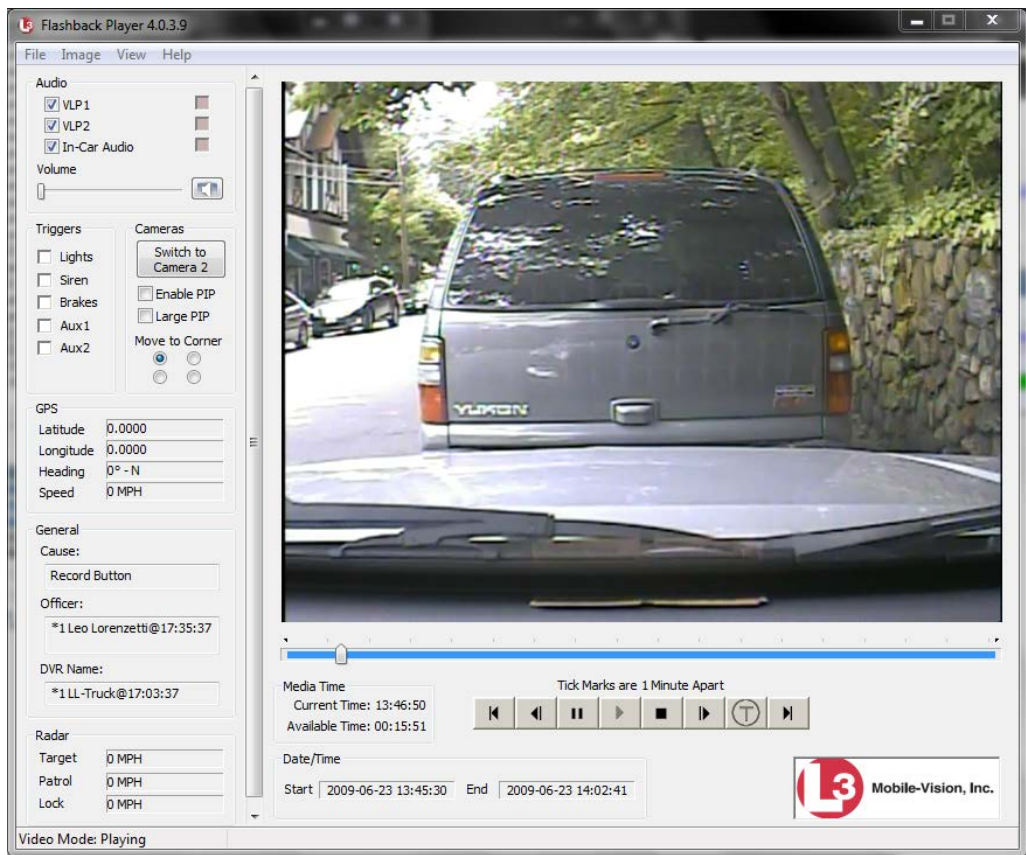 L3 Flashback Player 4.0.3.9
File Image View Help
Audio
VLP1
VLP2
In-Car Audio
Volume
Triggers
Lights
Siren
Brakes
Aux1
Aux2
Cameras
Switch to
Camera 2
Enable PIP
Large PIP
Move to Corner
GPS
Latitude 0.0000
Longitude 0.0000
Heading 0° - N
Speed 0 MPH
General
Cause:
Record Button
Officer:
*1 Leo Lorenzetti@17:35:37
DVR Name:
*1 LL-Truck@17:03:37
Radar
Target 0 MPH
Patrol 0 MPH
Lock 0 MPH
Video Mode: Playing
YUKON
Media Time
Current Time: 13:46:50
Available Time: 00:15:51
Tick Marks are 1 Minute Apart
T
Date/Time
Start 2009-06-23 13:45:30 End 2009-06-23 14:02:41
L3 Mobile-Vision, Inc.